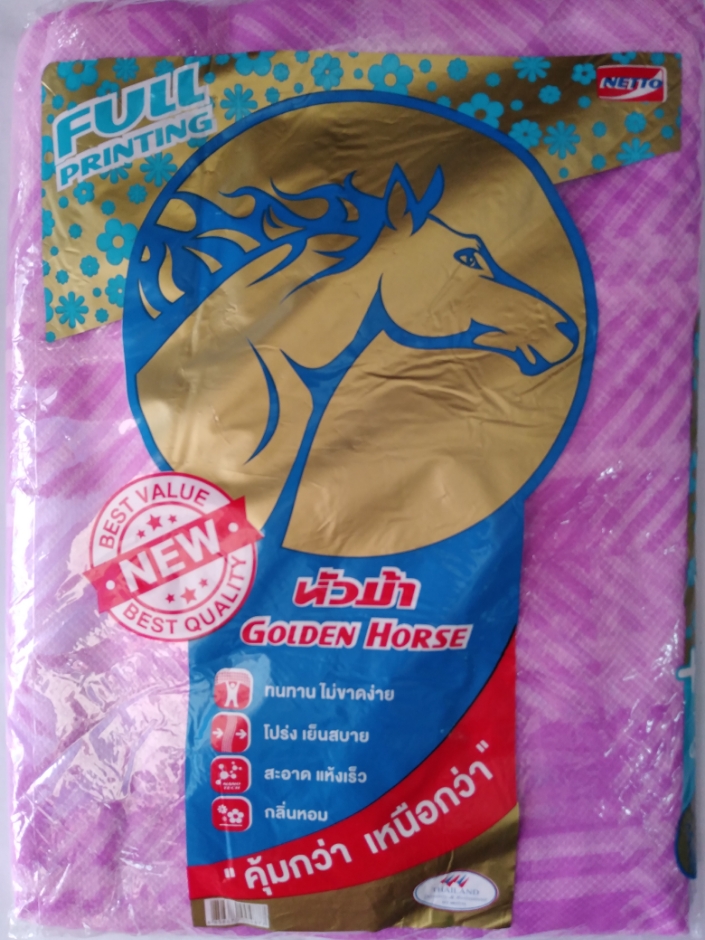 FULL
PRINTING
NETTO
BEST VALUE
NEW
BEST QUALITY
หัวม้า
GOLDEN HORSE
ทนทาน ไม่ขาดง่าย
โปร่ง เย็นสบาย
สะอาด แห้งเร็ว
กลิ่นหอม
"คุ้มกว่า เหนือกว่า"
THAILAND